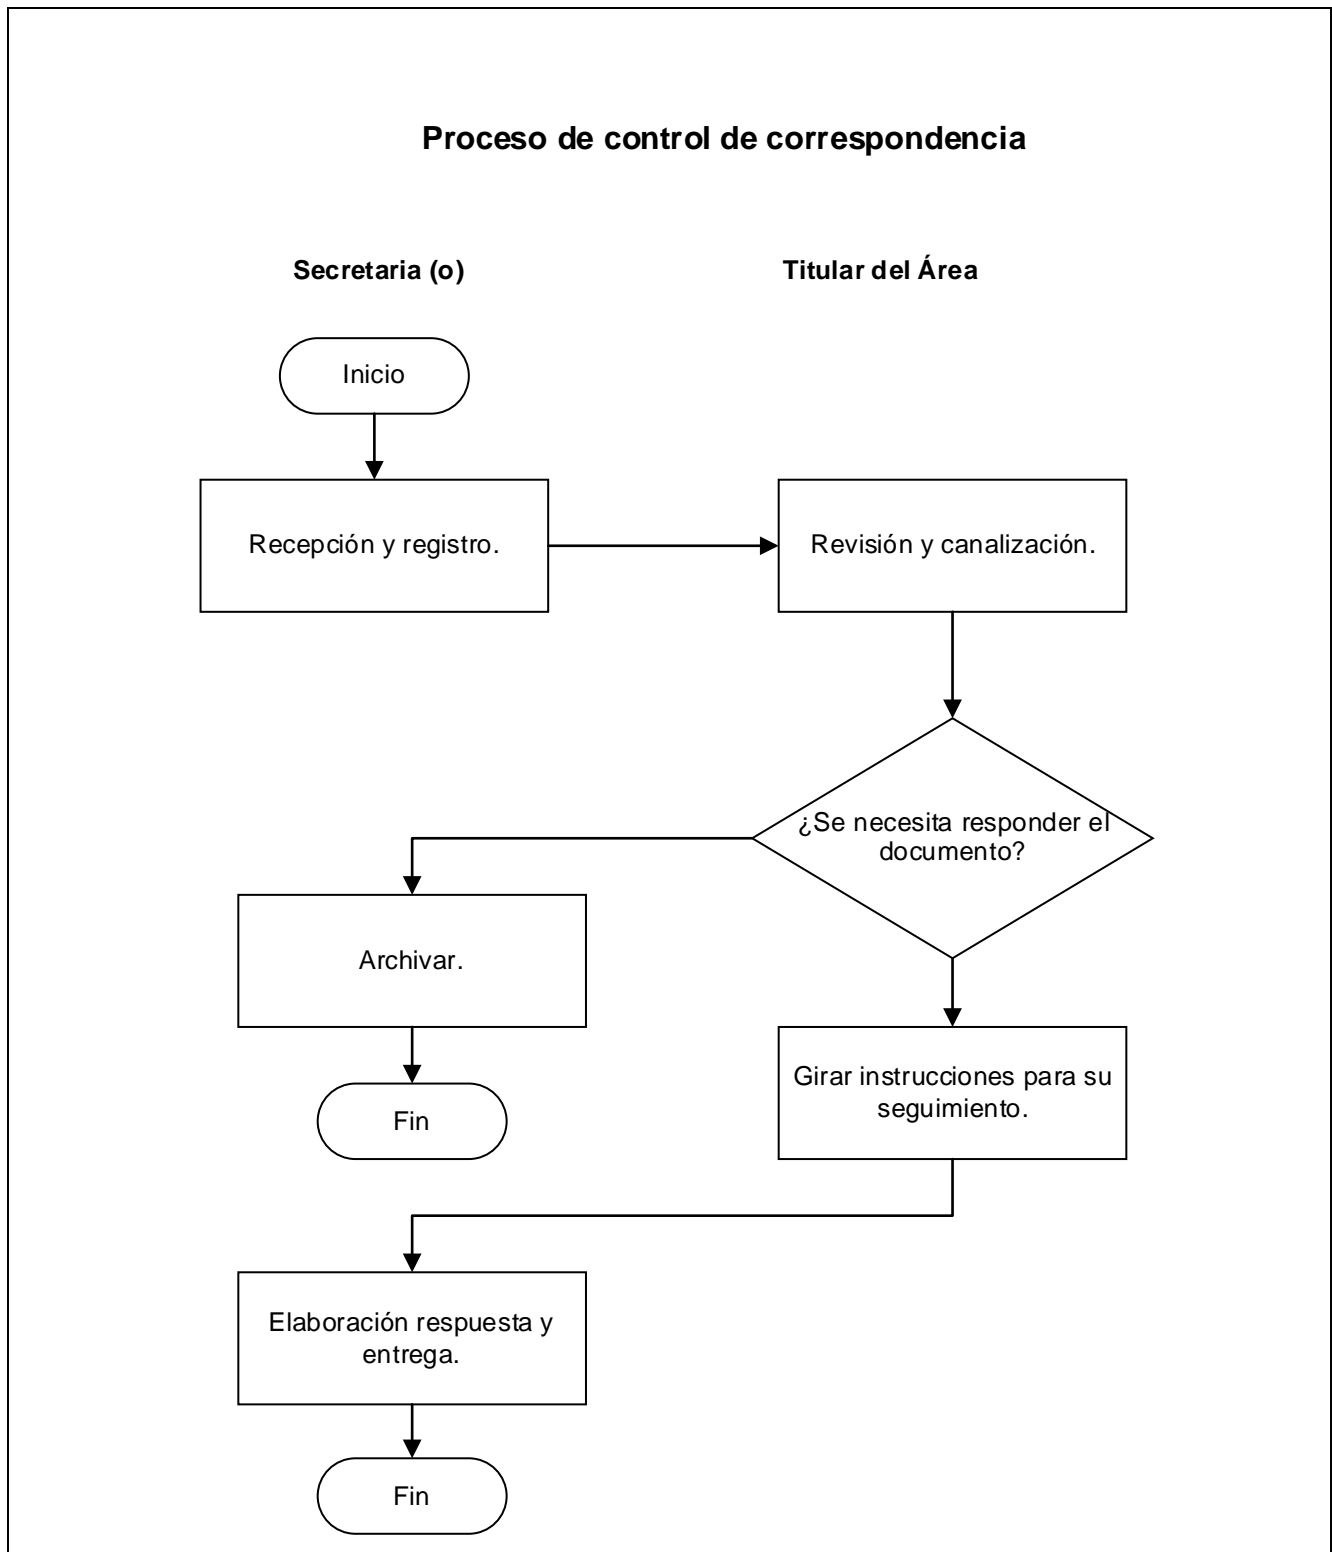 Proceso de control de correspondencia
Secretaria (o)
Titular del Área
Inicio
Recepción y registro.
Revisión y canalización.
¿Se necesita responder el
documento?
Archivar.
Fin
Girar instrucciones para su
seguimiento.
Elaboración respuesta y
entrega.
Fin